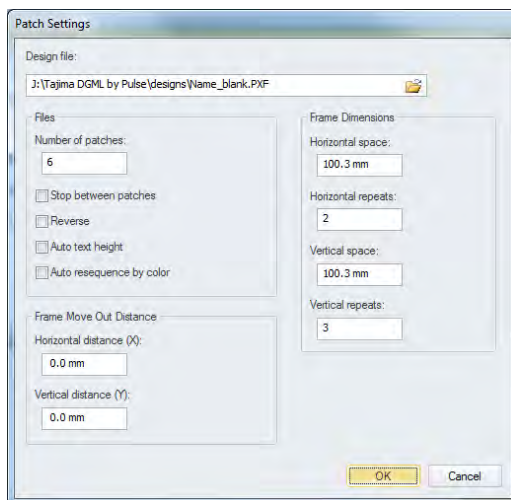 Patch Settings
Design file:
J:\Tajima DGML by Pulse\designs\Name_blank.PXF
Files
Number of patches:
6
Stop between patches
Reverse
Auto text height
Auto resequence by color
Frame Move Out Distance
Horizontal distance (X):
0.0 mm
Vertical distance (Y):
0.0 mm
Frame Dimensions
Horizontal space:
100.3 mm
Horizontal repeats:
2
Vertical space:
100.3 mm
Vertical repeats:
3
OK
Cancel